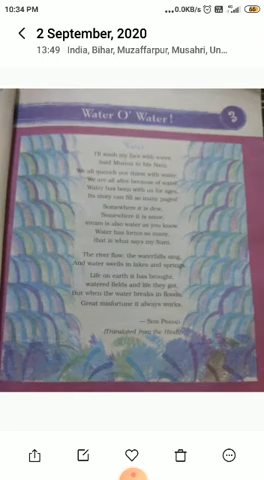 10:34 PM
...0.0KB/s
2 September, 2020
13:49 India, Bihar, Muzaffarpur, Musahri, Un...
Water O' Water !
3
I'll wash my face with water,
Said Munni to his Nani.
We all quench our thirst with water
We are all alive because of water
Water has been with us for ages,
Its story can fill so many pages!
Somewhere it is dew,
Somewhere it is snow,
steam is also water as you know.
Water has forms so many,
that is what says my Nani.
The river flow, the waterfalls sing,
And water swells in lakes and springs.
Life on earth it has brought,
watered fields and life they got.
But when the water breaks in floods,
Great misfortune it always works.
(Translated from the Hindi)